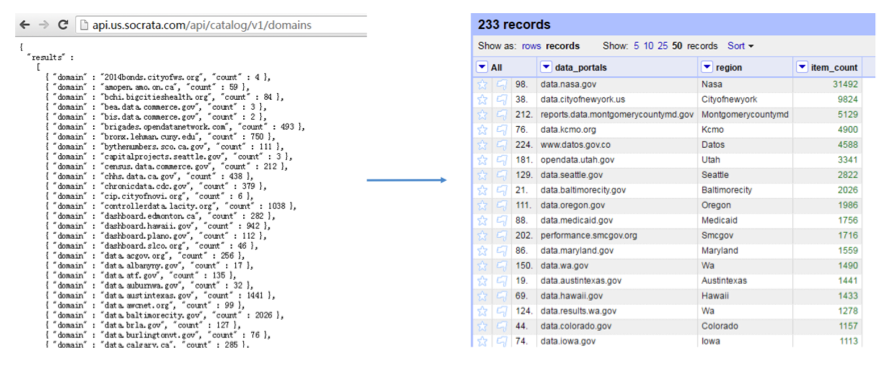 api.us.socrata.com/api/catalog/v1/domains
{
"results" :
[
{ "domain" : "2014bonds.cityofws.org", "count" : 4 },
{ "domain" : "amopen.amo.on.ca", "count" : 59 },
{ "domain" : "bchi.bigcitieshealth.org", "count" : 84 },
{ "domain" : "bea.data.commerce.gov", "count" : 3 },
{ "domain" : "bis.data.commerce.gov", "count" : 2 },
{ "domain" : "brigades.opendatanetwork.com", "count" : 493 },
{ "domain" : "bronx.lehman.cuny.edu", "count" : 750 },
{ "domain" : "bythenumbers.sco.ca.gov", "count" : 111 },
{ "domain" : "capitalprojects.seattle.gov", "count" : 3 },
{ "domain" : "census.data.commerce.gov", "count" : 212 },
{ "domain" : "chhs.data.ca.gov", "count" : 438 },
{ "domain" : "chronicdata.cdc.gov", "count" : 379 },
{ "domain" : "cip.cityofnovi.org", "count" : 6 },
{ "domain" : "controllerdata.lacity.org", "count" : 1038 },
{ "domain" : "dashboard.edmonton.ca", "count" : 282 },
{ "domain" : "dashboard.hawaii.gov", "count" : 942 },
{ "domain" : "dashboard.plano.gov", "count" : 112 },
{ "domain" : "dashboard.slco.org", "count" : 46 },
{ "domain" : "data.acgov.org", "count" : 256 },
{ "domain" : "data.albanyny.gov", "count" : 17 },
{ "domain" : "data.atf.gov", "count" : 135 },
{ "domain" : "data.auburnwa.gov", "count" : 32 },
{ "domain" : "data.austintexas.gov", "count" : 1441 },
{ "domain" : "data.awcnet.org", "count" : 99 },
{ "domain" : "data.baltimorecity.gov", "count" : 2026 },
{ "domain" : "data.brla.gov", "count" : 127 },
{ "domain" : "data.burlingtonvt.gov", "count" : 76 },
{ "domain" : "data.calgary.ca", "count" : 285 },
233 records
Show as: rows records Show: 5 10 25 50 records Sort
All data_portals region item_count
98. data.nasa.gov Nasa 31492
38. data.cityofnewyork.us Cityofnewyork 9824
212. reports.data.montgomerycountymd.gov Montgomerycountymd 5129
76. data.kcmo.org Kcmo 4900
224. www.datos.gov.co Datos 4588
181. opendata.utah.gov Utah 3341
129. data.seattle.gov Seattle 2822
21. data.baltimorecity.gov Baltimorecity 2026
111. data.oregon.gov Oregon 1986
88. data.medicaid.gov Medicaid 1756
202. performance.smcgov.org Smcgov 1716
86. data.maryland.gov Maryland 1559
150. data.wa.gov Wa 1490
19. data.austintexas.gov Austintexas 1441
69. data.hawaii.gov Hawaii 1433
124. data.results.wa.gov Wa 1278
44. data.colorado.gov Colorado 1157
74. data.iowa.gov Iowa 1113